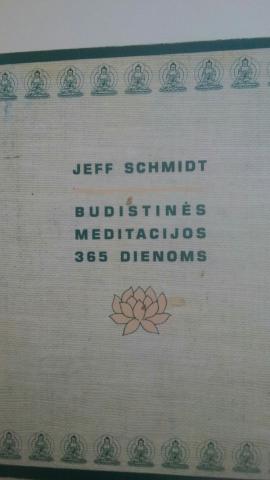 JEFF SCHMIDT
BUDISTINĖS
MEDITACIJOS
365 DIENOMS